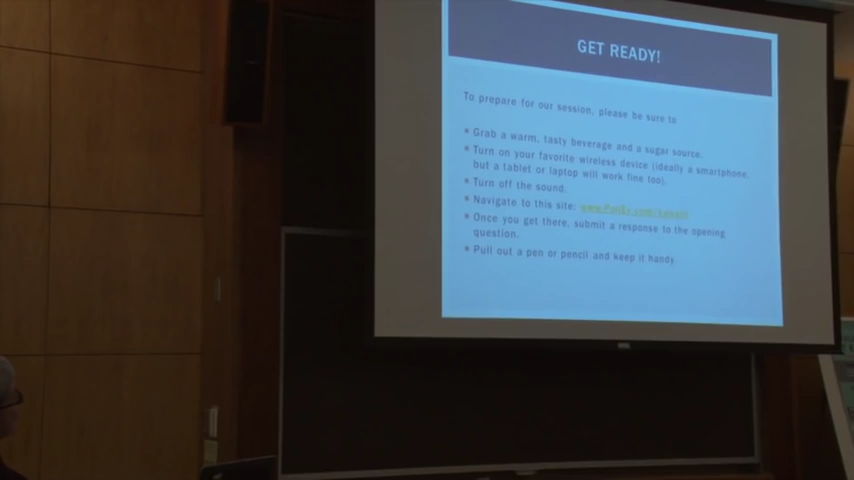 GET READY!
To prepare for our session, please be sure to
Grab a warm, tasty beverage and a sugar source.
Turn on your favorite wireless device (ideally a smartphone,
but a tablet or laptop will work fine too).
Turn off the sound.
Navigate to this site:
Once you get there, submit a response to the opening
question.
Pull out a pen or pencil and keep it handy.